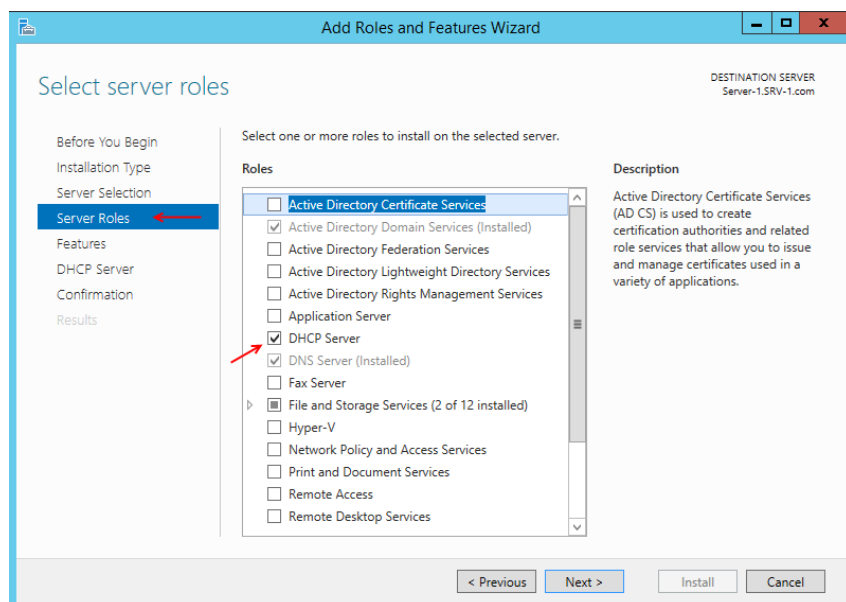 Add Roles and Features Wizard
Select server roles
DESTINATION SERVER
Server-1.SRV-1.com
Before You Begin
Installation Type
Server Selection
Server Roles
Features
DHCP Server
Confirmation
Results
Select one or more roles to install on the selected server.
Roles
Active Directory Certificate Services
Active Directory Domain Services (Installed)
Active Directory Federation Services
Active Directory Lightweight Directory Services
Active Directory Rights Management Services
Application Server
DHCP Server
DNS Server (Installed)
Fax Server
File and Storage Services (2 of 12 installed)
Hyper-V
Network Policy and Access Services
Print and Document Services
Remote Access
Remote Desktop Services
Description
Active Directory Certificate Services
(AD CS) is used to create
certification authorities and related
role services that allow you to issue
and manage certificates used in a
variety of applications.
< Previous
Next >
Install
Cancel